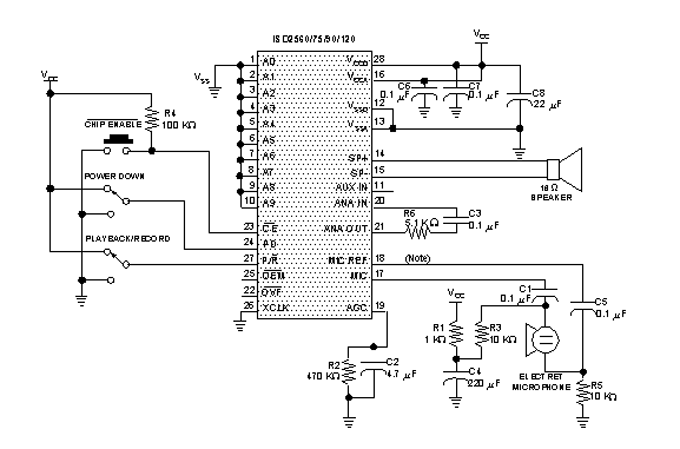 ISD2560/75/90/120
VCC
VSS
1 A0 VCCD 28
2 A1 VCCA 16
3 A2
4 A3 VSSD 12
5 A4 VSSA 13
6 A5
7 A6 SP+ 14
8 A7 SP- 15
9 A8 AUX IN 11
10 A9 ANA IN 20
23 CE ANA OUT 21
24 PD
27 P/R MIC REF 18
25 OEM MIC 17
22 OVF
26 XCLK AGC 19
VCC
R4
100 KΩ
CHIP ENABLE
POWER DOWN
PLAYBACK/RECORD
C6
0.1 µF
C7
0.1 µF
C8
22 µF
16 Ω
SPEAKER
R6
5.1 KΩ
C3
0.1 µF
(Note)
VCC
C1
0.1 µF
C5
0.1 µF
R1
1 KΩ
R3
10 KΩ
R2
470 KΩ
C2
4.7 µF
C4
220 µF
ELECTRET
MICROPHONE
R5
10 KΩ